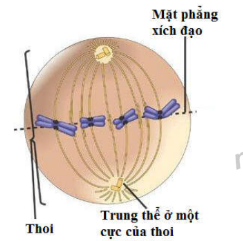 Mặt phẳng
xích đạo
Thoi
Trung thể ở một
cực của thoi